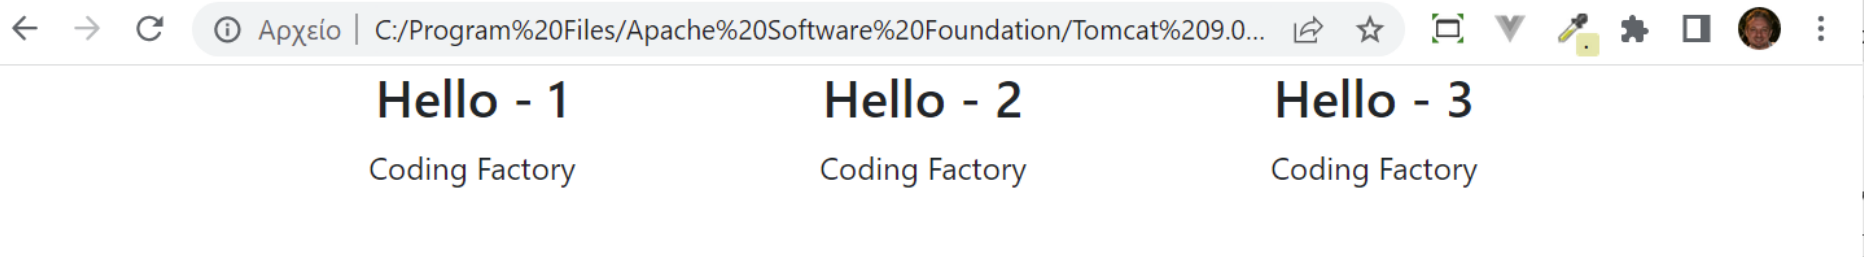 Αρχείο | C:/Program%20Files/Apache%20Software%20Foundation/Tomcat%209.0...
Hello - 1 Hello - 2 Hello - 3
Coding Factory Coding Factory Coding Factory